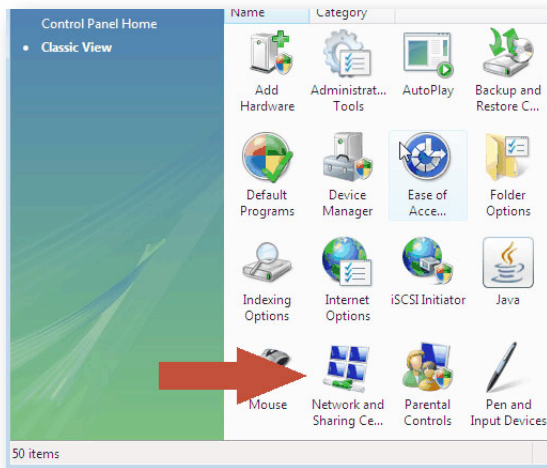 Control Panel Home
Classic View
Name Category
Add
Hardware
Administrat...
Tools
AutoPlay
Backup and
Restore C...
Default
Programs
Device
Manager
Ease of
Acce...
Folder
Options
Indexing
Options
Internet
Options
iSCSI Initiator
Java
Mouse
Network and
Sharing Ce...
Parental
Controls
Pen and
Input Devices
50 items